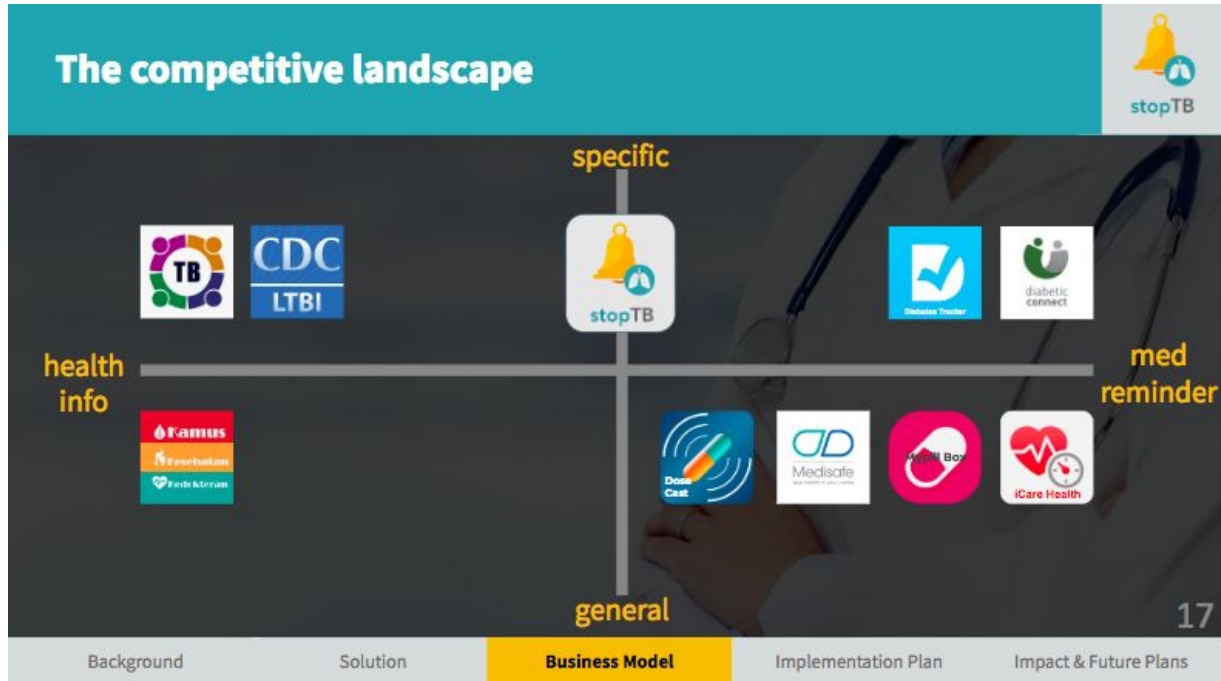 The competitive landscape
stopTB
specific
TB
CDC
LTBI
stopTB
Diabetes Tracker
diabetic
connect
health
info
med
reminder
Kamus
Kesehatan
Kedokteran
Dose
Cast
Medisafe
Mypill Box
iCare Health
general
17
Background
Solution
Business Model
Implementation Plan
Impact & Future Plans